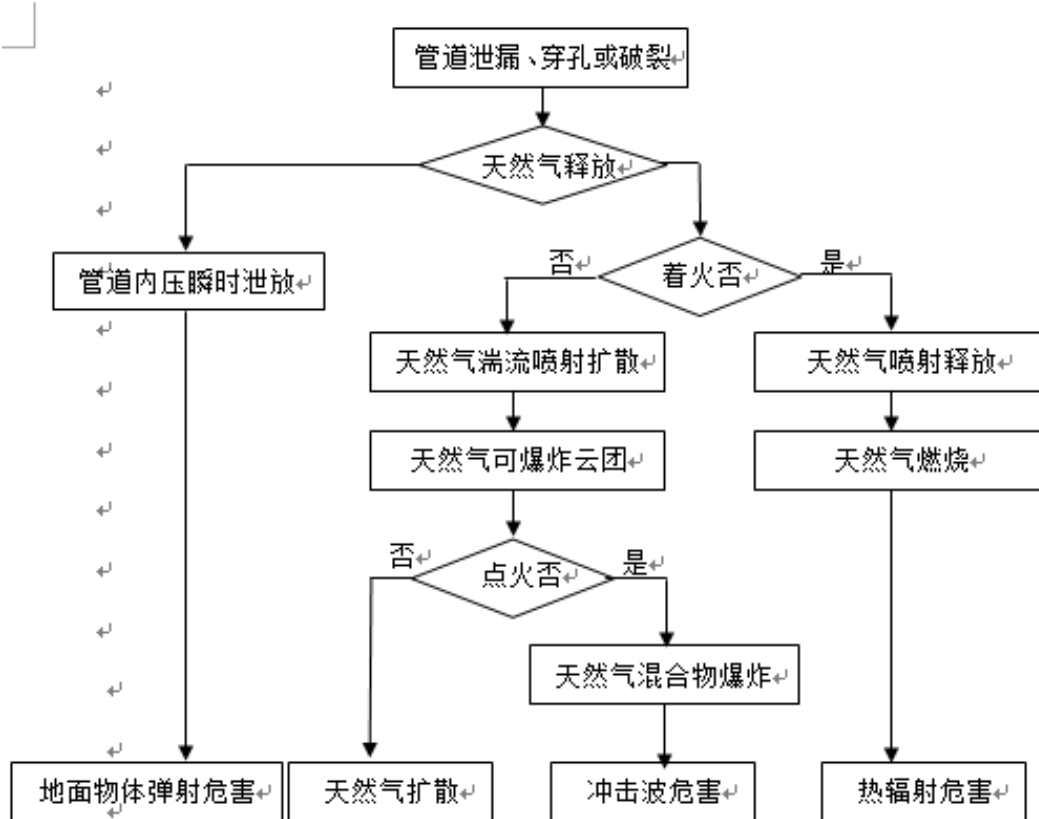 管道泄漏、穿孔或破裂
天然气释放
管道内压瞬时泄放
否
着火否
是
天然气湍流喷射扩散
天然气喷射释放
天然气可爆炸云团
天然气燃烧
否
点火否
是
天然气混合物爆炸
地面物体弹射危害
天然气扩散
冲击波危害
热辐射危害